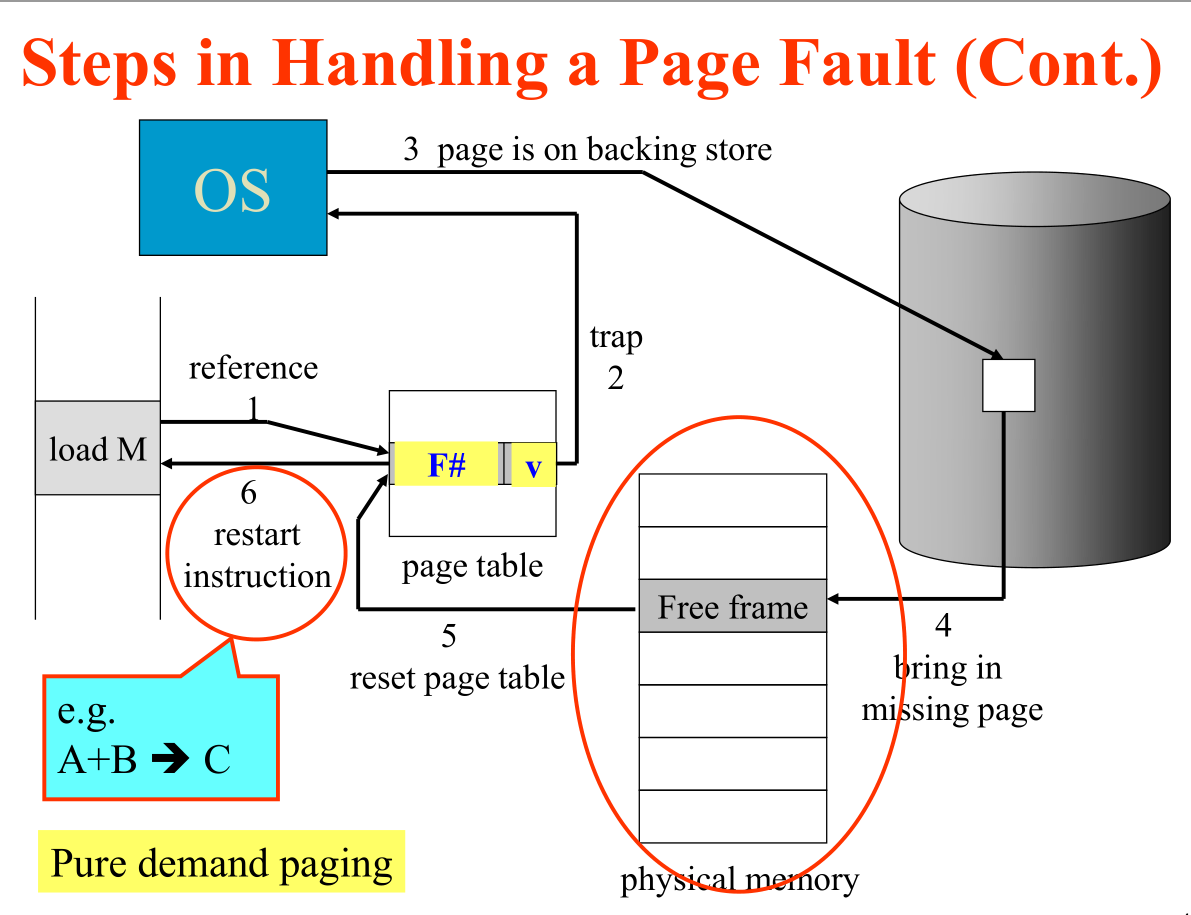 Steps in Handling a Page Fault (Cont.)
OS
3 page is on backing store
trap
2
reference
1
load M
F#
v
6
restart
instruction
page table
Free frame
5
reset page table
4
bring in
missing page
e.g.
A+B 🡺 C
Pure demand paging
physical memory